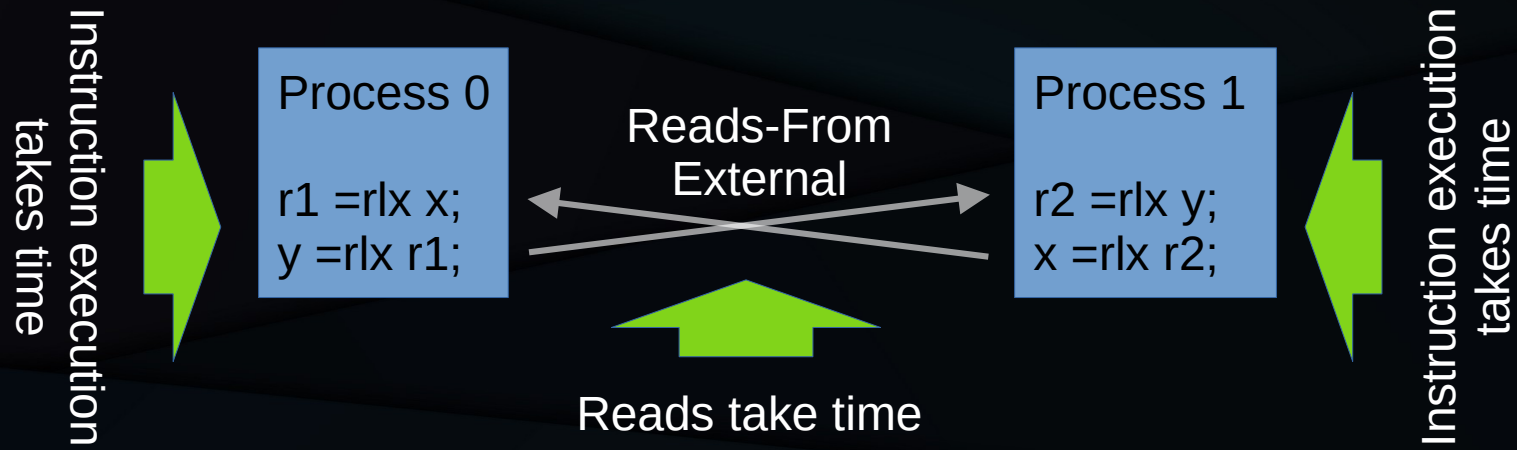 Instruction execution
takes time
Process 0
r1 =rlx x;
y =rlx r1;
Reads-From
External
Process 1
r2 =rlx y;
x =rlx r2;
Instruction execution
takes time
Reads take time